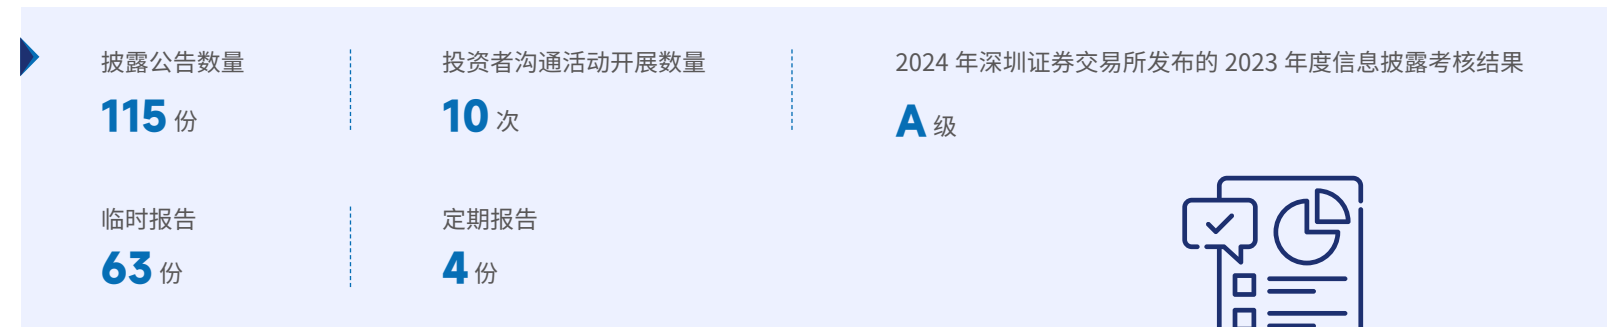 披露公告数量
115 份
投资者沟通活动开展数量
10 次
2024 年深圳证券交易所发布的 2023 年度信息披露考核结果
A 级
临时报告
63 份
定期报告
4 份